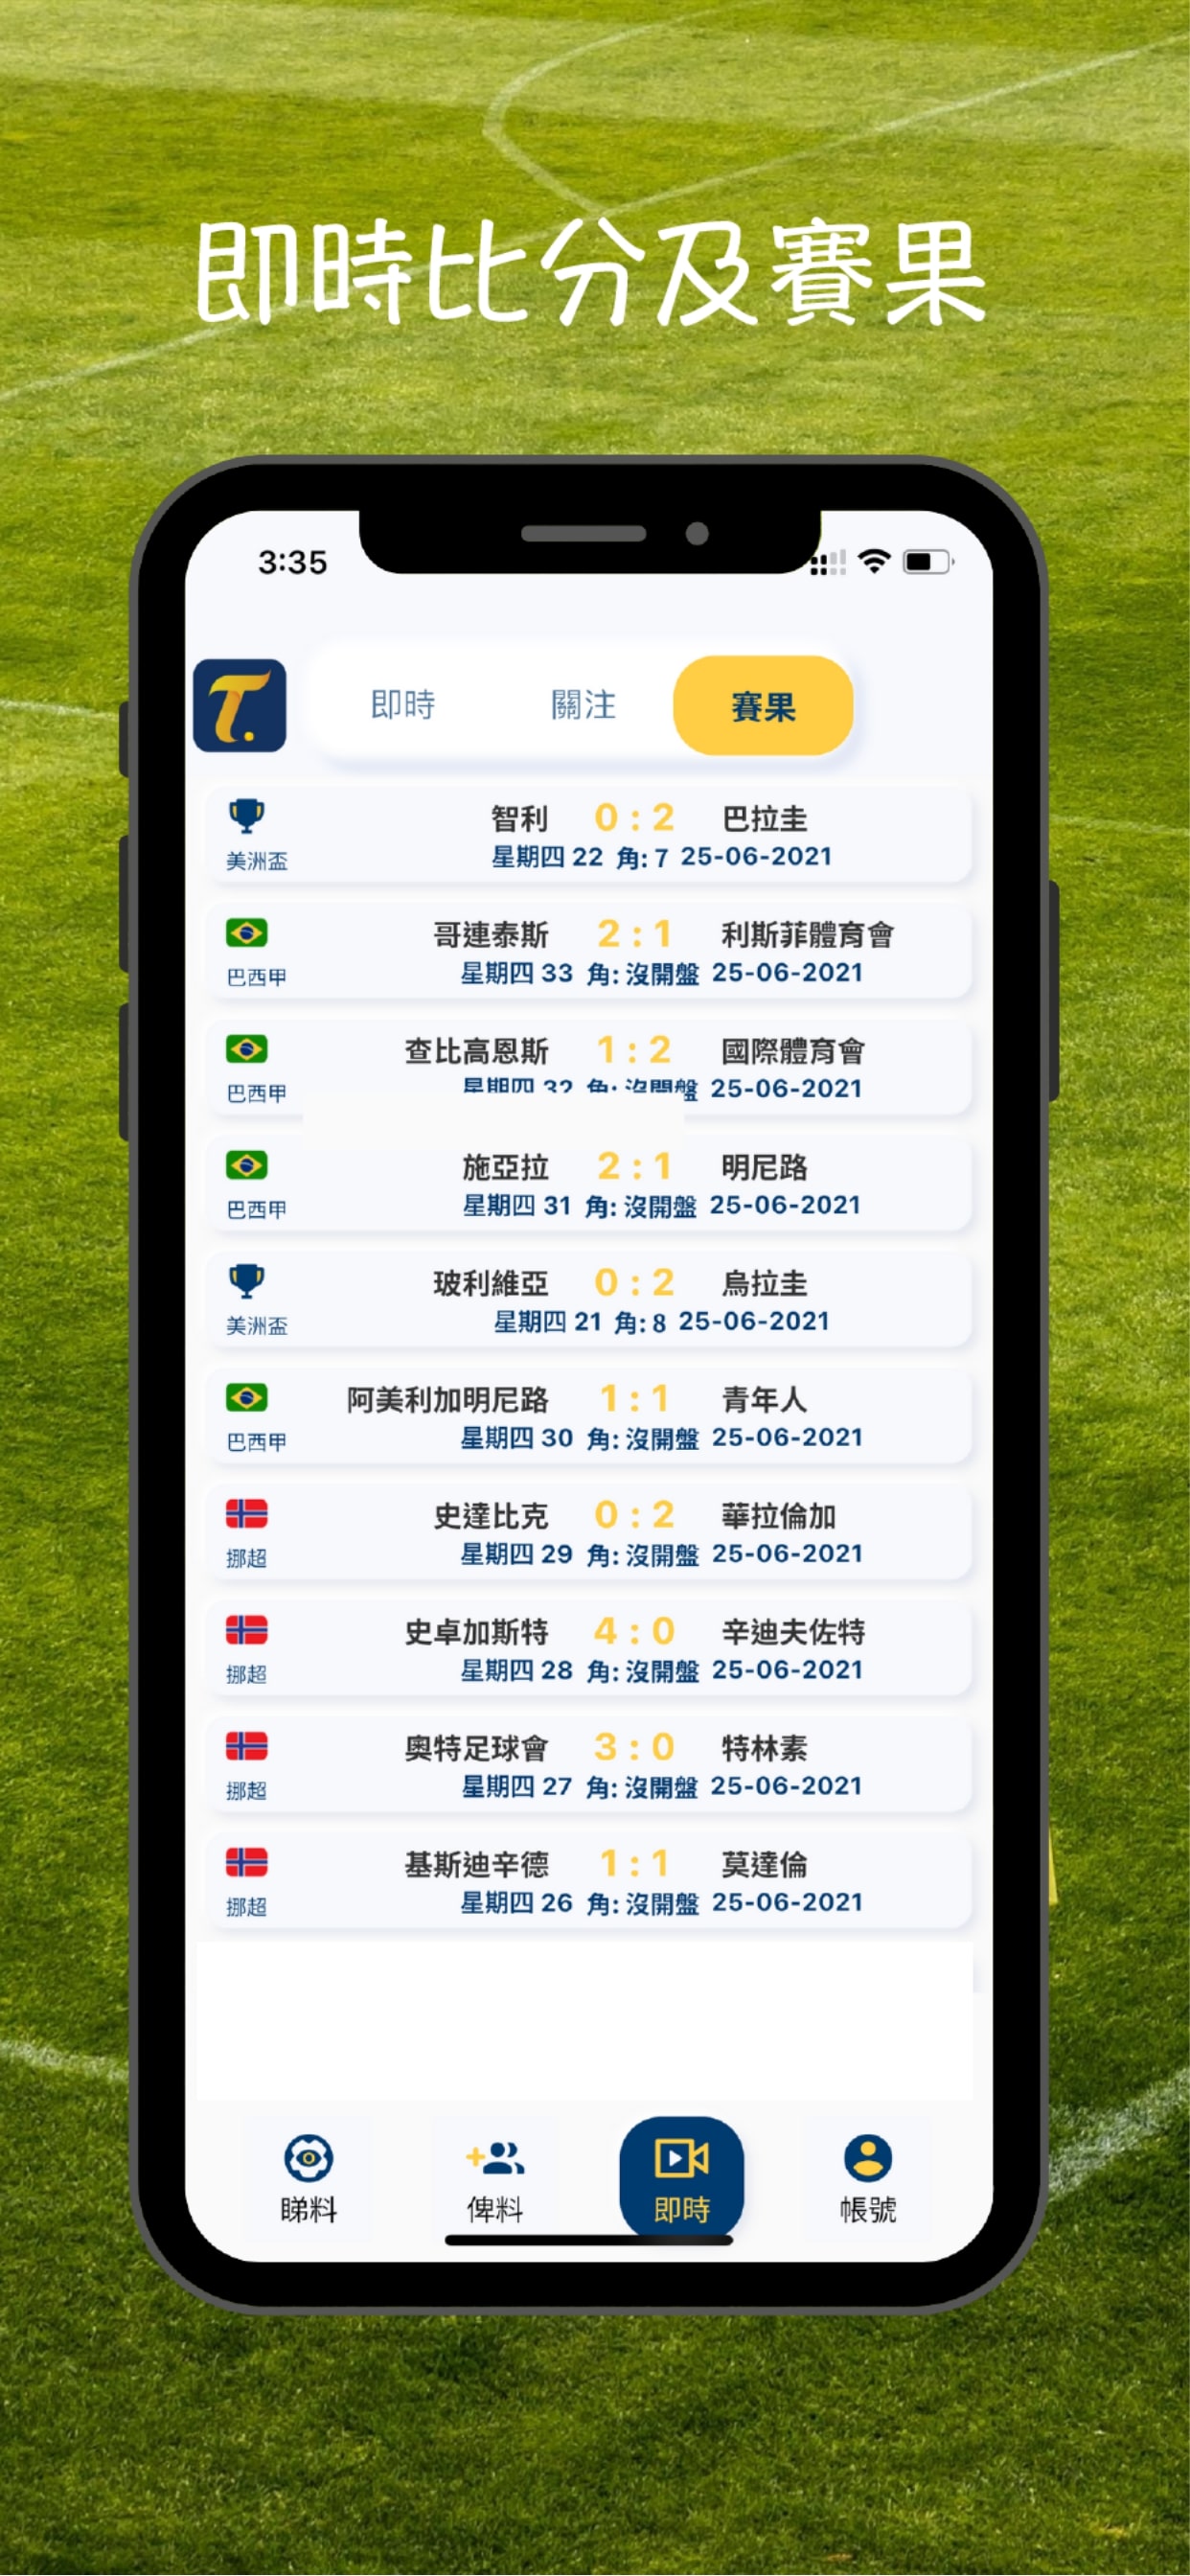 即時比分及賽果
3:35
T.
即時 關注 賽果
智利 0 : 2 巴拉圭
美洲盃 星期四 22 角: 7 25-06-2021
哥連泰斯 2 : 1 利斯菲體育會
巴西甲 星期四 33 角: 沒開盤 25-06-2021
查比高恩斯 1 : 2 國際體育會
巴西甲 星期四 32 角: 沒開盤 25-06-2021
施亞拉 2 : 1 明尼路
巴西甲 星期四 31 角: 沒開盤 25-06-2021
玻利維亞 0 : 2 烏拉圭
美洲盃 星期四 21 角: 8 25-06-2021
阿美利加明尼路 1 : 1 青年人
巴西甲 星期四 30 角: 沒開盤 25-06-2021
史達比克 0 : 2 華拉倫加
挪超 星期四 29 角: 沒開盤 25-06-2021
史卓加斯特 4 : 0 辛迪夫佐特
挪超 星期四 28 角: 沒開盤 25-06-2021
奧特足球會 3 : 0 特林素
挪超 星期四 27 角: 沒開盤 25-06-2021
基斯迪辛德 1 : 1 莫達倫
挪超 星期四 26 角: 沒開盤 25-06-2021
睇料 俾料 即時 帳號